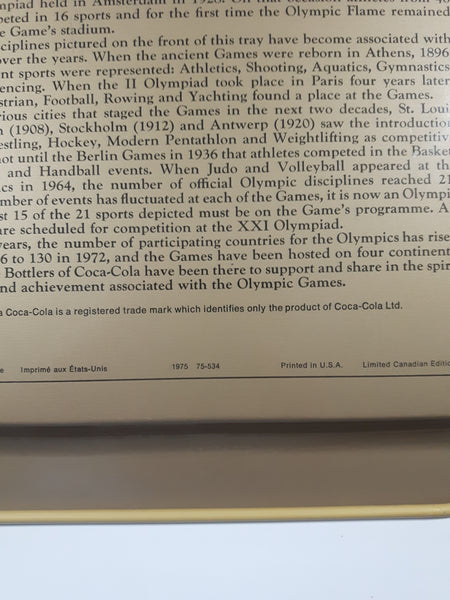 held in Amsterdam in 1928. On that occasion athletes from
peted in 16 sports and for the first time the Olympic Flame remained
e Game's stadium.
sciplines pictured on the front of this tray have become associated with
over the years. When the ancient Games were reborn in Athens, 1896
ent sports were represented: Athletics, Shooting, Aquatics, Gymnastics
encing. When the II Olympiad took place in Paris four years later
strian, Football, Rowing and Yachting found a place at the Games.
rious cities that staged the Games in the next two decades, St. Loui
n (1908), Stockholm (1912) and Antwerp (1920) saw the introduction
estling, Hockey, Modern Pentathlon and Weightlifting as competitiv
not until the Berlin Games in 1936 that athletes competed in the Basket
and Handball events. When Judo and Volleyball appeared at th
ics in 1964, the number of official Olympic disciplines reached 21
mber of events has fluctuated at each of the Games, it is now an Olympi
st 15 of the 21 sports depicted must be on the Game's programme. A
are scheduled for competition at the XXI Olympiad.
years, the number of participating countries for the Olympics has rise
6 to 130 in 1972, and the Games have been hosted on four continent
Bottlers of Coca-Cola have been there to support and share in the spir
nd achievement associated with the Olympic Games.
a Coca-Cola is a registered trade mark which identifies only the product of Coca-Cola Ltd.
e Imprimé aux États-Unis 1975 75-534 Printed in U.S.A. Limited Canadian Editio